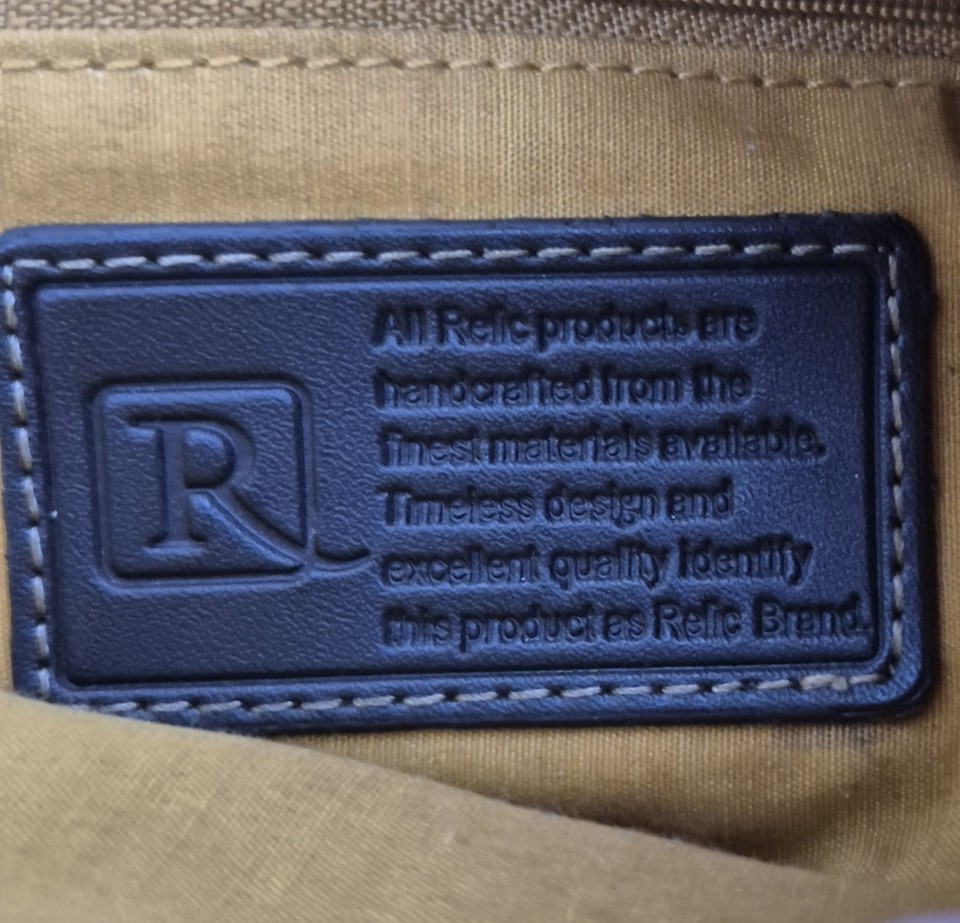 R
All Relic products are
handcrafted from the
finest materials available.
Timeless design and
excellent quality identify
this product as Relic Brand.